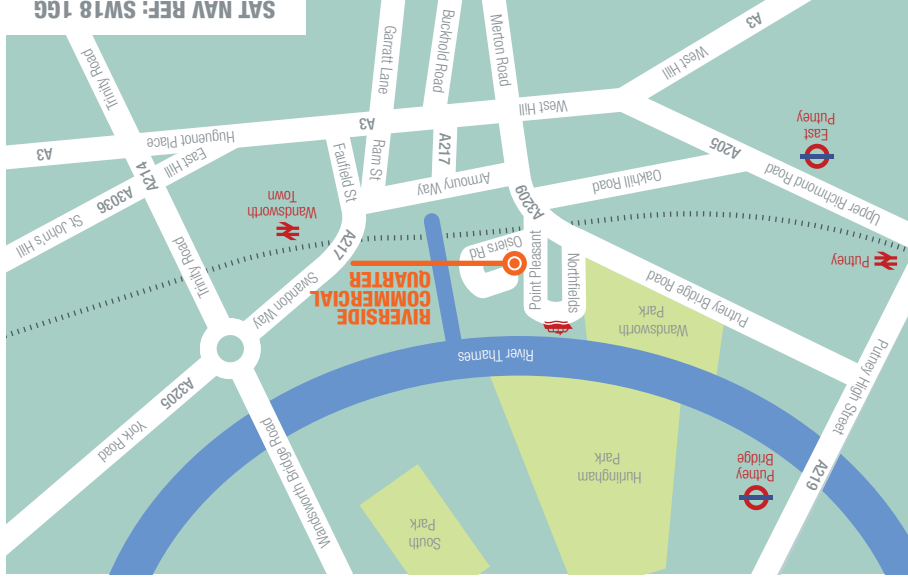 South
Park
Wandsworth Bridge Road
Putney
Bridge
A219
Hurlingham
Park
York Road
A3205
Putney High Street
River Thames
Putney Bridge Road
Wandsworth
Park
Northfields
Point Pleasant
Osiers Rd
RIVERSIDE
COMMERCIAL
QUARTER
Swandon Way
A217
Trinity Road
Putney
Upper Richmond Road
Wandsworth
Town
St John's Hill
A3036
A3209
Oakhill Road
Armoury Way
Faufield St
A214
East Hill
East
Putney
A205
A217
Ram St
A3
Huguenot Place
A3
West Hill
West Hill
A3
Merton Road
Buckhold Road
Garratt Lane
Trinity Road
SAT NAV REF: SW18 1GG